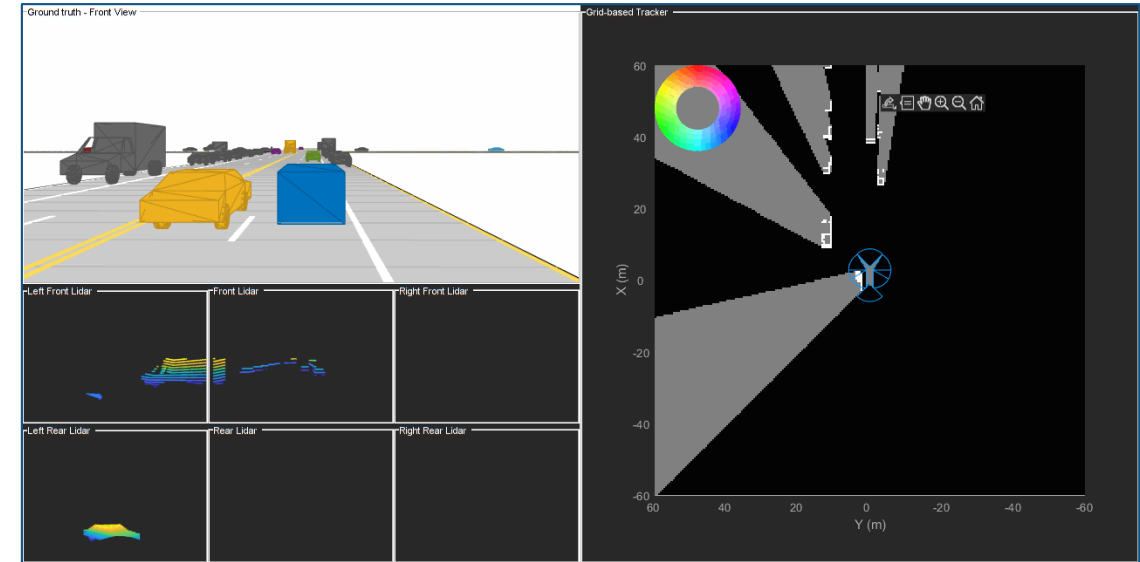 Ground truth - Front View
Grid-based Tracker
Left Front Lidar
Front Lidar
Right Front Lidar
Left Rear Lidar
Rear Lidar
Right Rear Lidar
60
40
20
0
-20
-40
-60
X (m)
60
40
20
0
-20
-40
-60
Y (m)